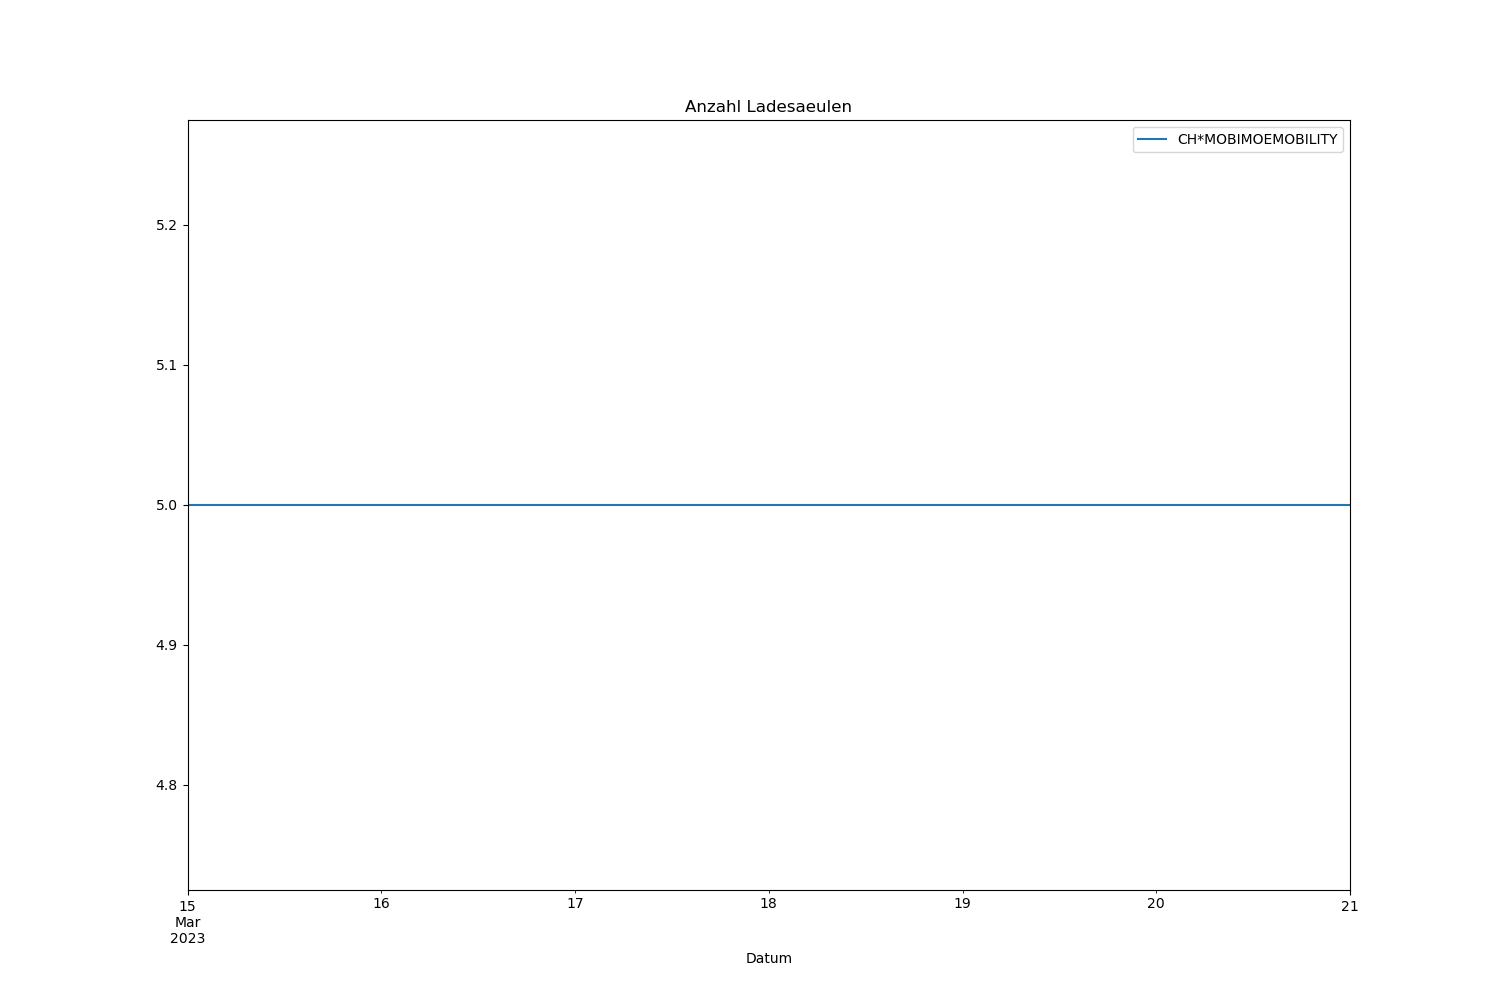 Anzahl Ladesaeulen
CH*MOBIMOEMOBILITY
5.2
5.1
5.0
4.9
4.8
15 16 17 18 19 20 21
Mar
2023
Datum